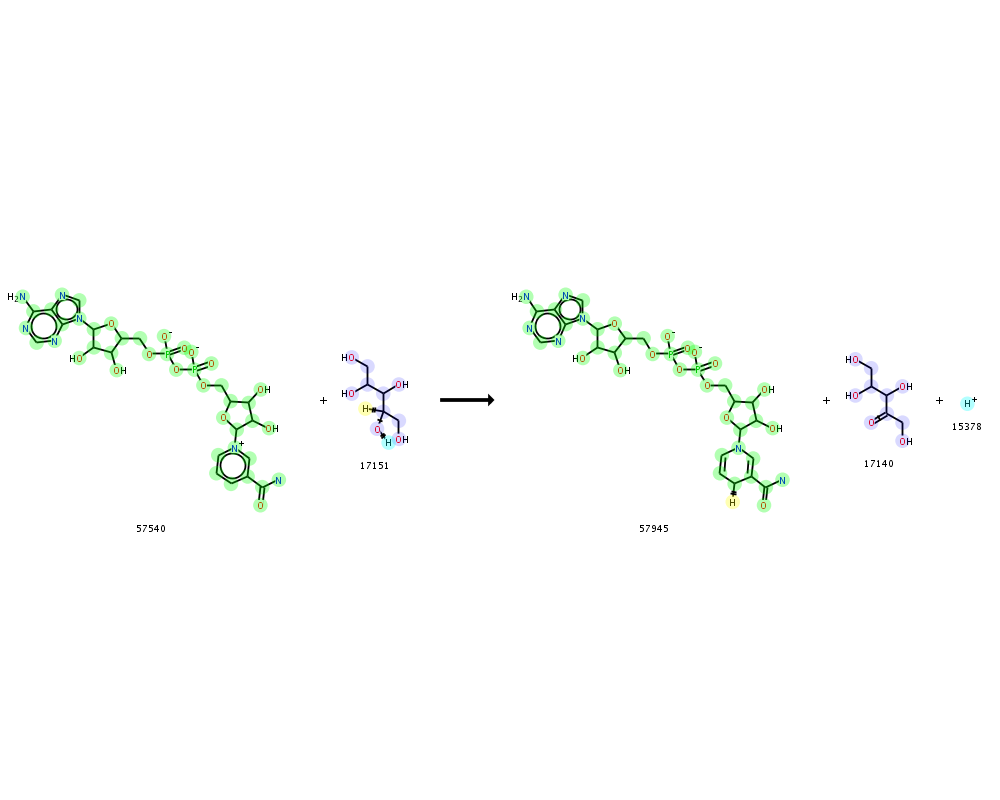 H₂N N N N N O HO OH O P O O⁻ O P O⁻ O O O OH OH N⁺ N O
57540
+
HO HO OH H O H OH
17151
H₂N N N N N O HO OH O P O O⁻ O P O⁻ O O O OH OH N H N O
57945
+
HO HO OH O OH
17140
+
H⁺
15378